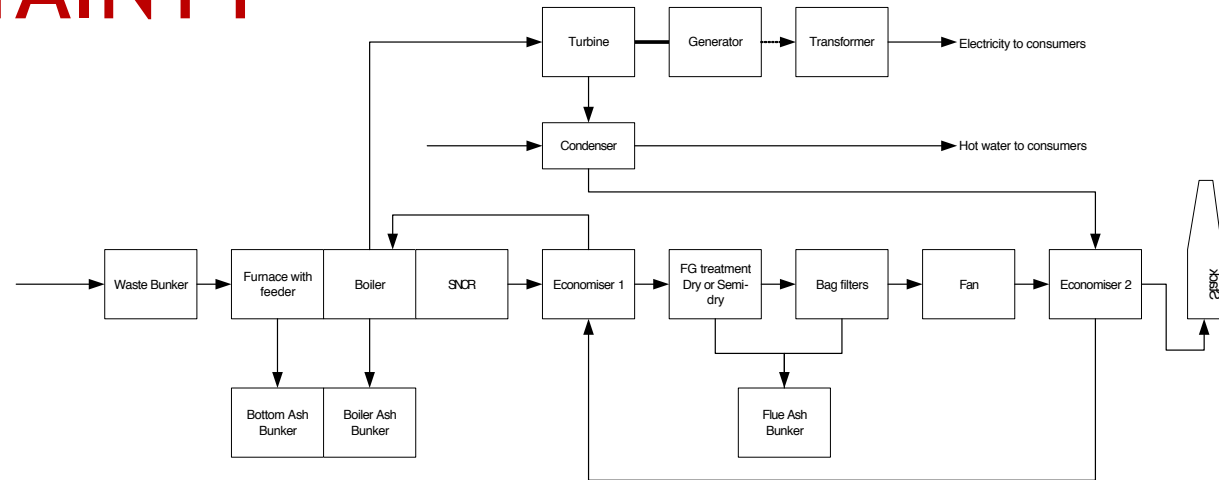 TAINTY
Turbine
Generator
Transformer
Electricity to consumers
Condenser
Hot water to consumers
Waste Bunker
Furnace with
feeder
Boiler
SNCR
Economiser 1
FG treatment
Dry or Semi-
dry
Bag filters
Fan
Economiser 2
Stack
Bottom Ash
Bunker
Boiler Ash
Bunker
Flue Ash
Bunker